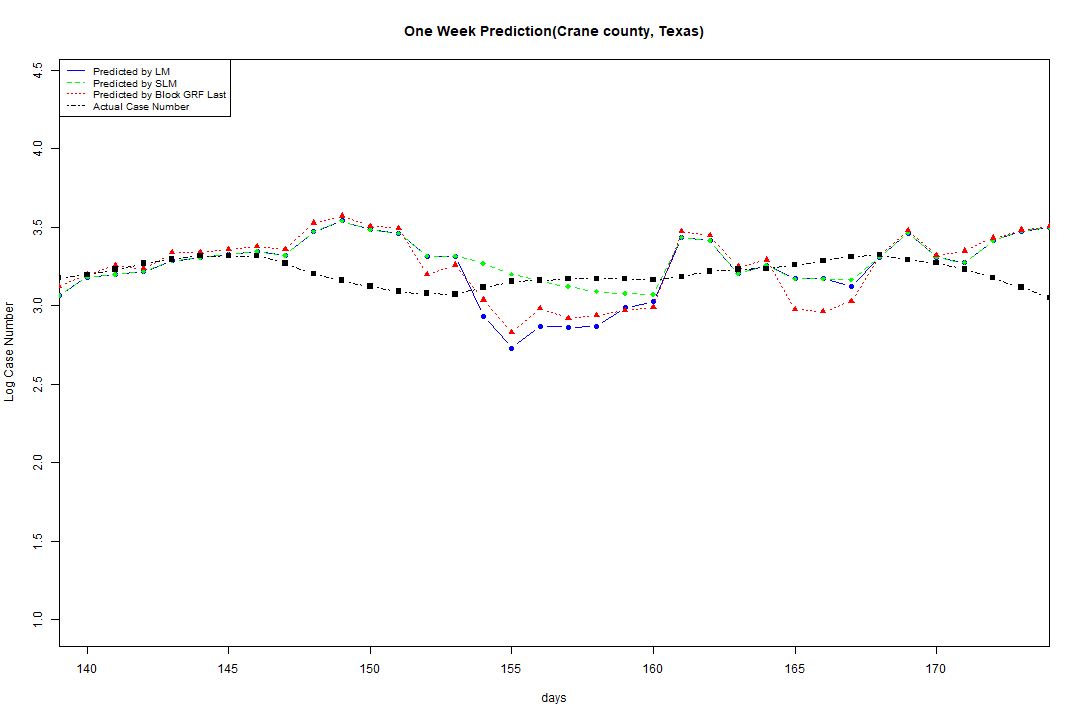 One Week Prediction(Crane county, Texas)
Predicted by LM
Predicted by SLM
Predicted by Block GRF Last
Actual Case Number
4.5
4.0
3.5
3.0
2.5
2.0
1.5
1.0
Log Case Number
140 145 150 155 160 165 170
days